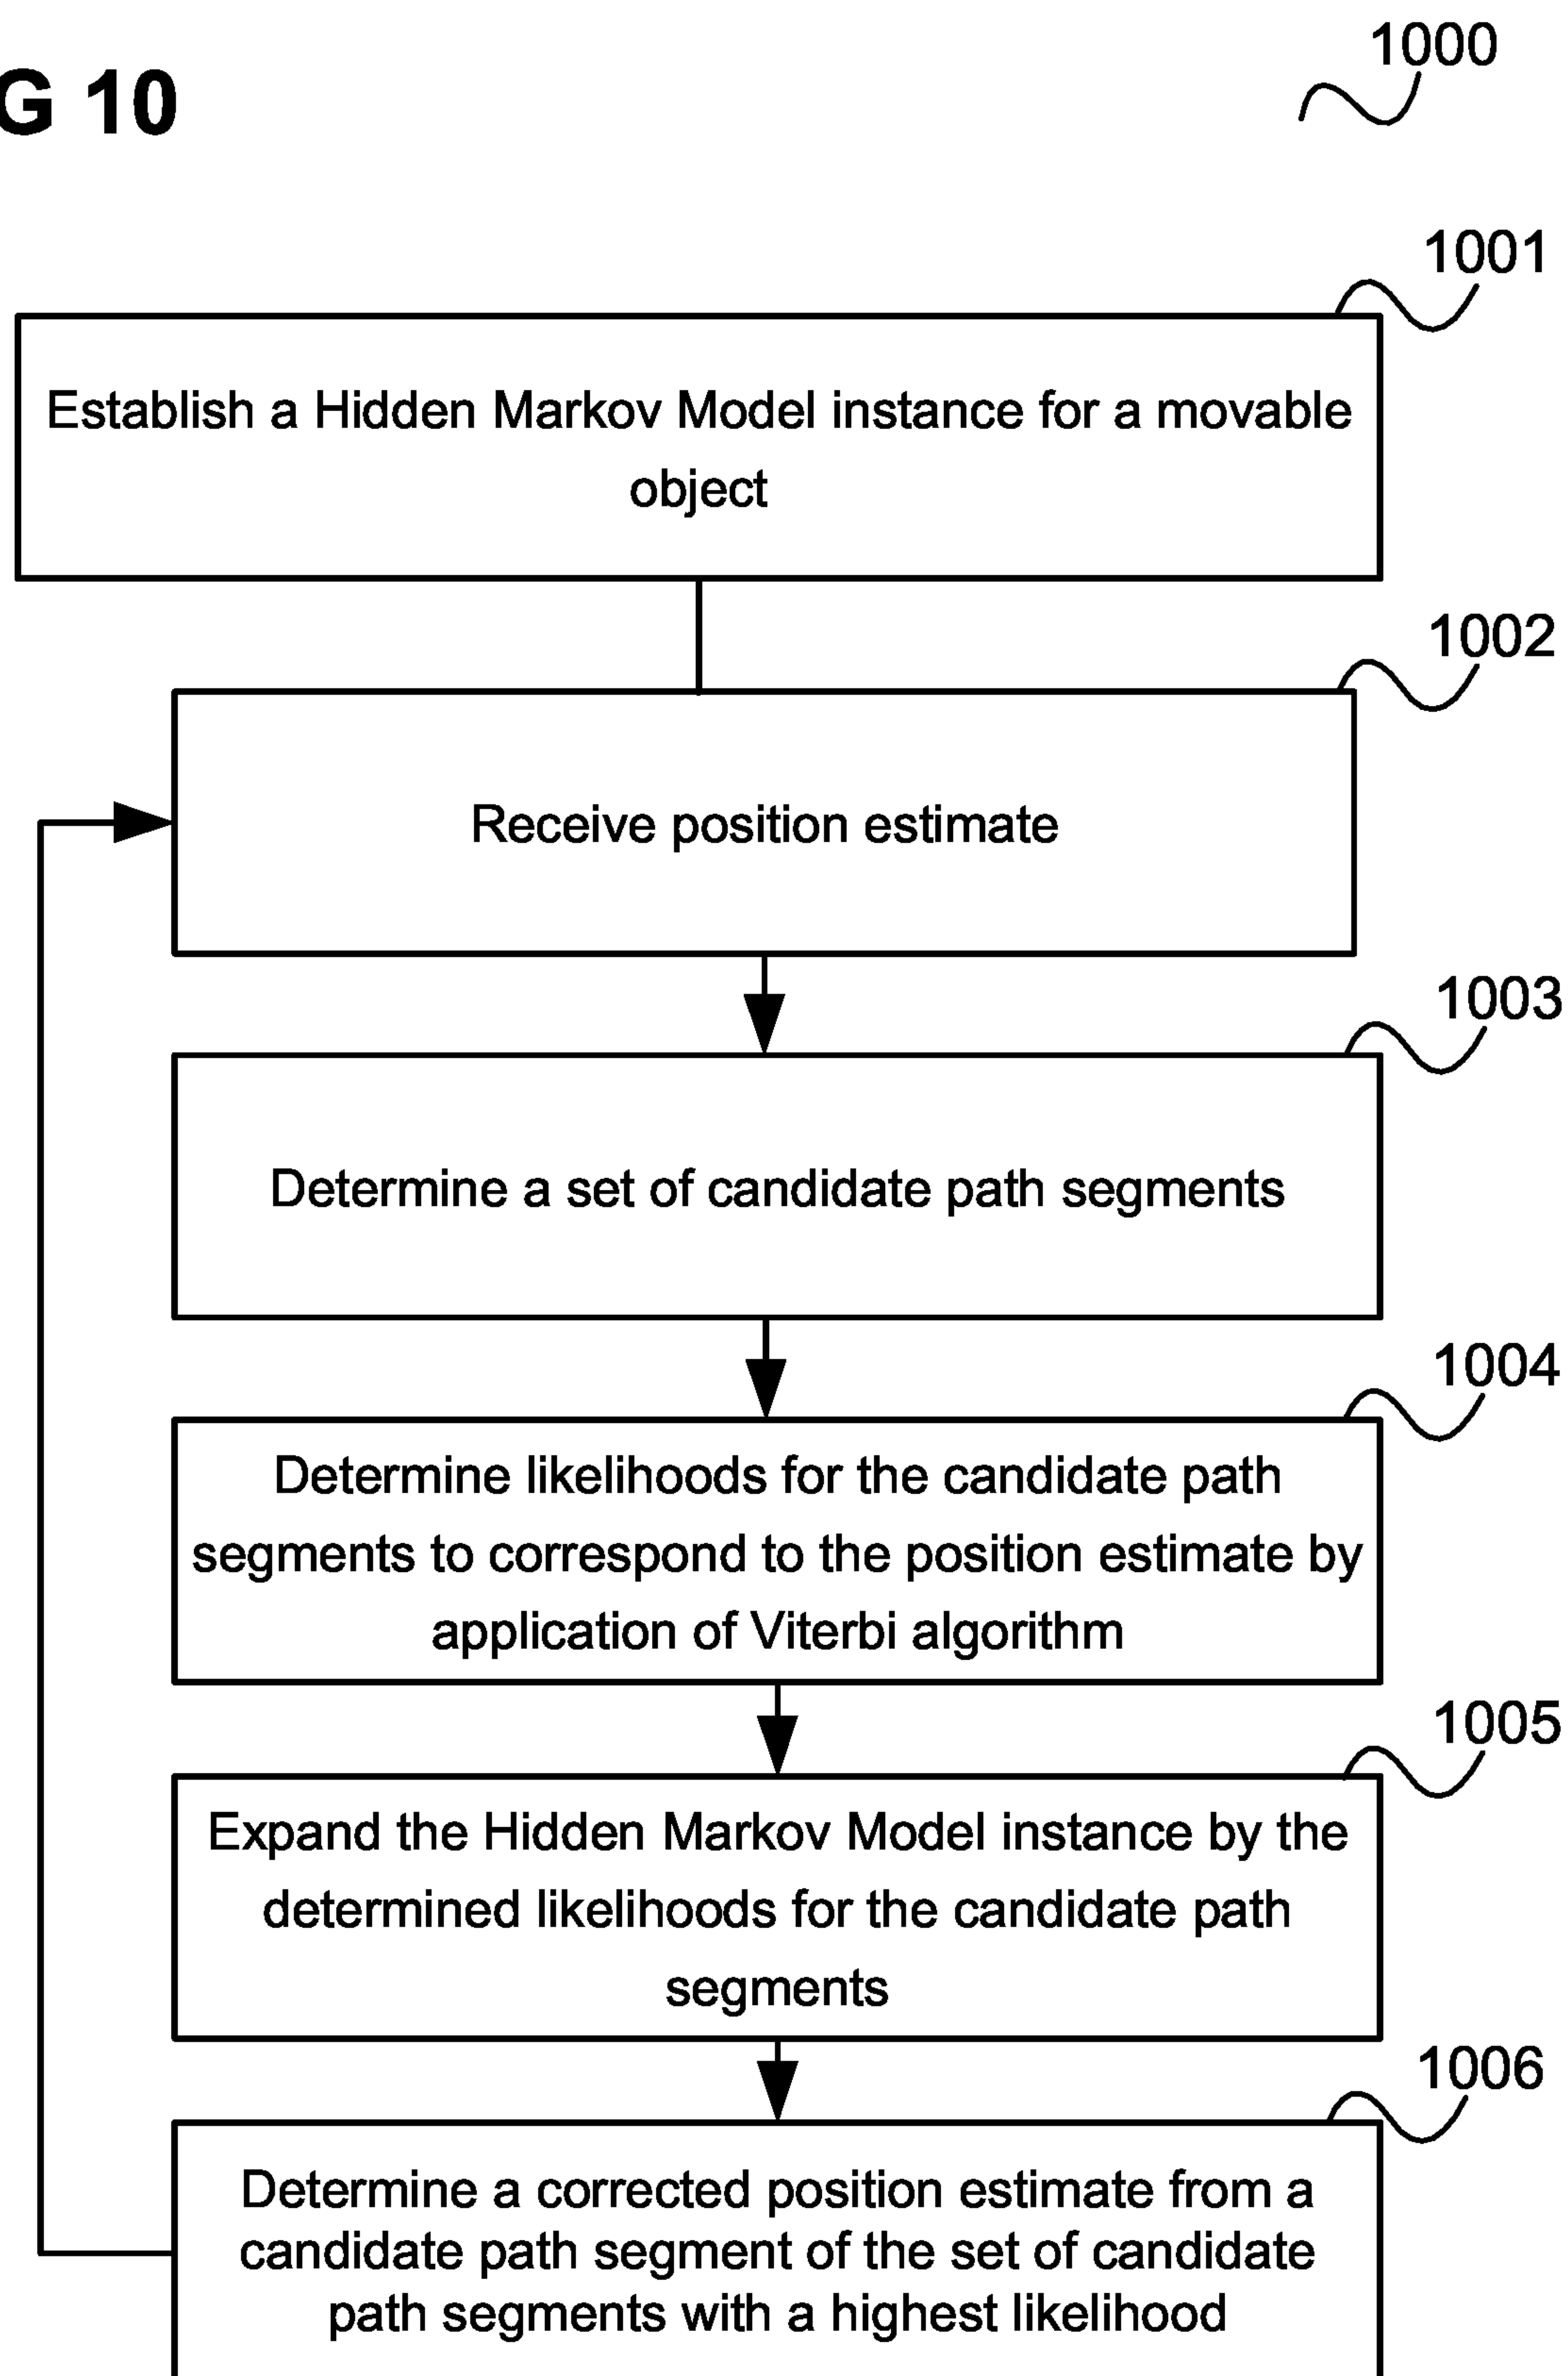 G 10
1000
1001
Establish a Hidden Markov Model instance for a movable
object
1002
Receive position estimate
1003
Determine a set of candidate path segments
1004
Determine likelihoods for the candidate path
segments to correspond to the position estimate by
application of Viterbi algorithm
1005
Expand the Hidden Markov Model instance by the
determined likelihoods for the candidate path
segments
1006
Determine a corrected position estimate from a
candidate path segment of the set of candidate
path segments with a highest likelihood